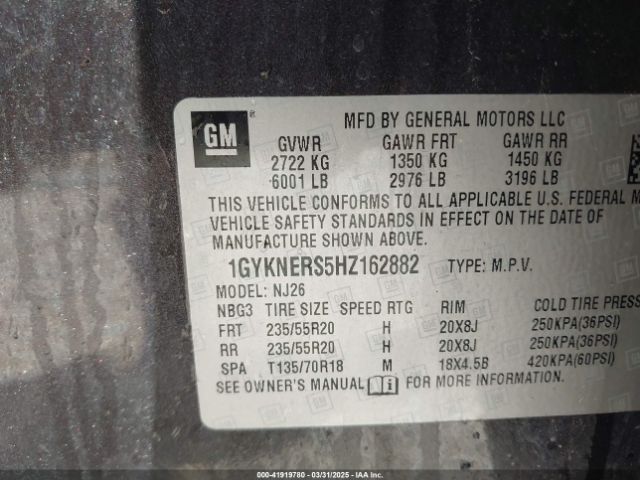 GM
MFD BY GENERAL MOTORS LLC
GVWR GAWR FRT GAWR RR
2722 KG 1350 KG 1450 KG
6001 LB 2976 LB 3196 LB
THIS VEHICLE CONFORMS TO ALL APPLICABLE U.S. FEDERAL M
VEHICLE SAFETY STANDARDS IN EFFECT ON THE DATE OF
MANUFACTURE SHOWN ABOVE.
1GYKNERS5HZ162882 TYPE: M.P.V.
MODEL: NJ26
NBG3 TIRE SIZE SPEED RTG RIM COLD TIRE PRESS
FRT 235/55R20 H 20X8J 250KPA(36PSI)
RR 235/55R20 H 20X8J 250KPA(36PSI)
SPA T135/70R18 M 18X4.5B 420KPA(60PSI)
SEE OWNER'S MANUAL FOR MORE INFORMATION.
000-41919780 - 03/31/2025 - IAAI.COM